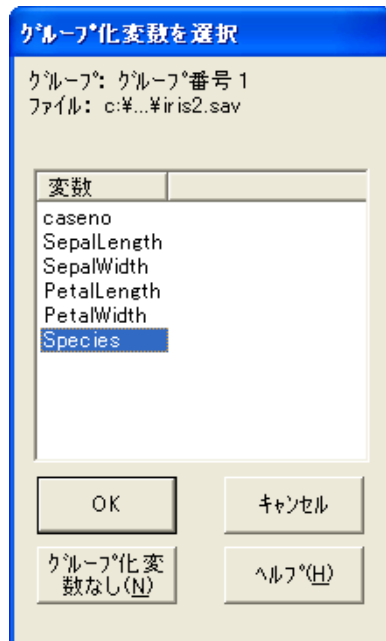 ｸﾞﾙｰﾌﾟ化変数を選択
ｸﾞﾙｰﾌﾟ: ｸﾞﾙｰﾌﾟ番号 1
ﾌｧｲﾙ: c:¥...¥iris2.sav
変数
caseno
SepalLength
SepalWidth
PetalLength
PetalWidth
Species
OK
ｷｬﾝｾﾙ
ｸﾞﾙｰﾌﾟ化変
数なし(N)
ﾍﾙﾌﾟ(H)